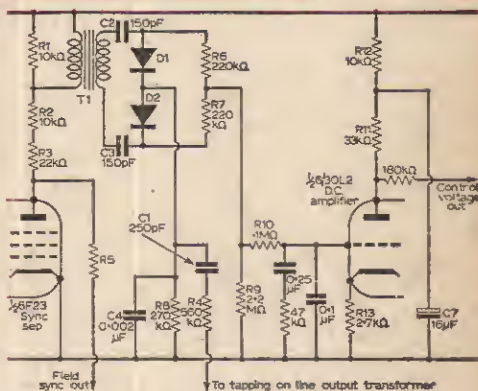 C2 150pF
R1
10kΩ
T1
D1
D2
R6
220kΩ
R7
220
kΩ
R12
10kΩ
R2
10kΩ
R3
22kΩ
C3
150pF
R11
33kΩ
½6/30L2
D.C.
amplifier
180kΩ
Control
voltage
out
C1
250pF
R10
·1MΩ
R5
½6F23
Sync
sep
C4
0·002
μF
R8
270
kΩ
R4
560
kΩ
R9
2·2
MΩ
0·25
μF
47
kΩ
0·1
μF
R13
2·7kΩ
C7
16μF
Field
sync out
To tapping on line output transformer